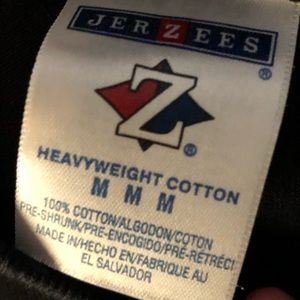 JERZEES
®
Z
®
HEAVYWEIGHT COTTON
M M M
100% COTTON/ALGODON/COTON
PRE-SHRUNK/PRE-ENCOGIDO/PRE-RETRECI
MADE IN/HECHO EN/FABRIQUE AU
EL SALVADOR